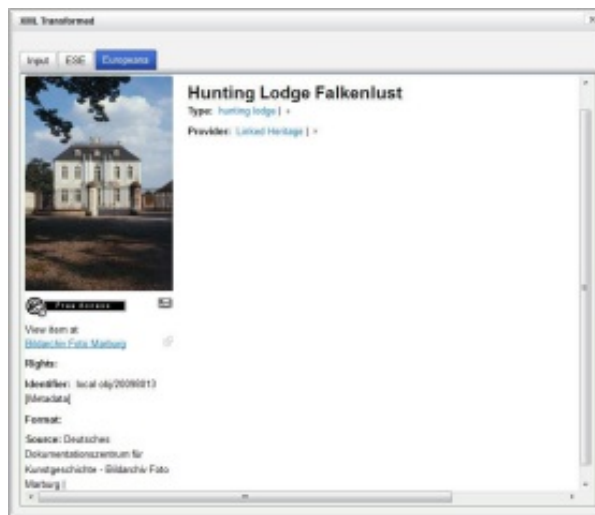 XML Transformed
Input
ESE
Europeana
Hunting Lodge Falkenlust
Type: hunting lodge |
Provider: Linked Heritage |
Free Access
View item at
Bildarchiv Foto Marburg
Rights:
Identifier: local obj/20098013
[Metadata]
Format:
Source: Deutsches
Dokumentationszentrum für
Kunstgeschichte - Bildarchiv Foto
Marburg |